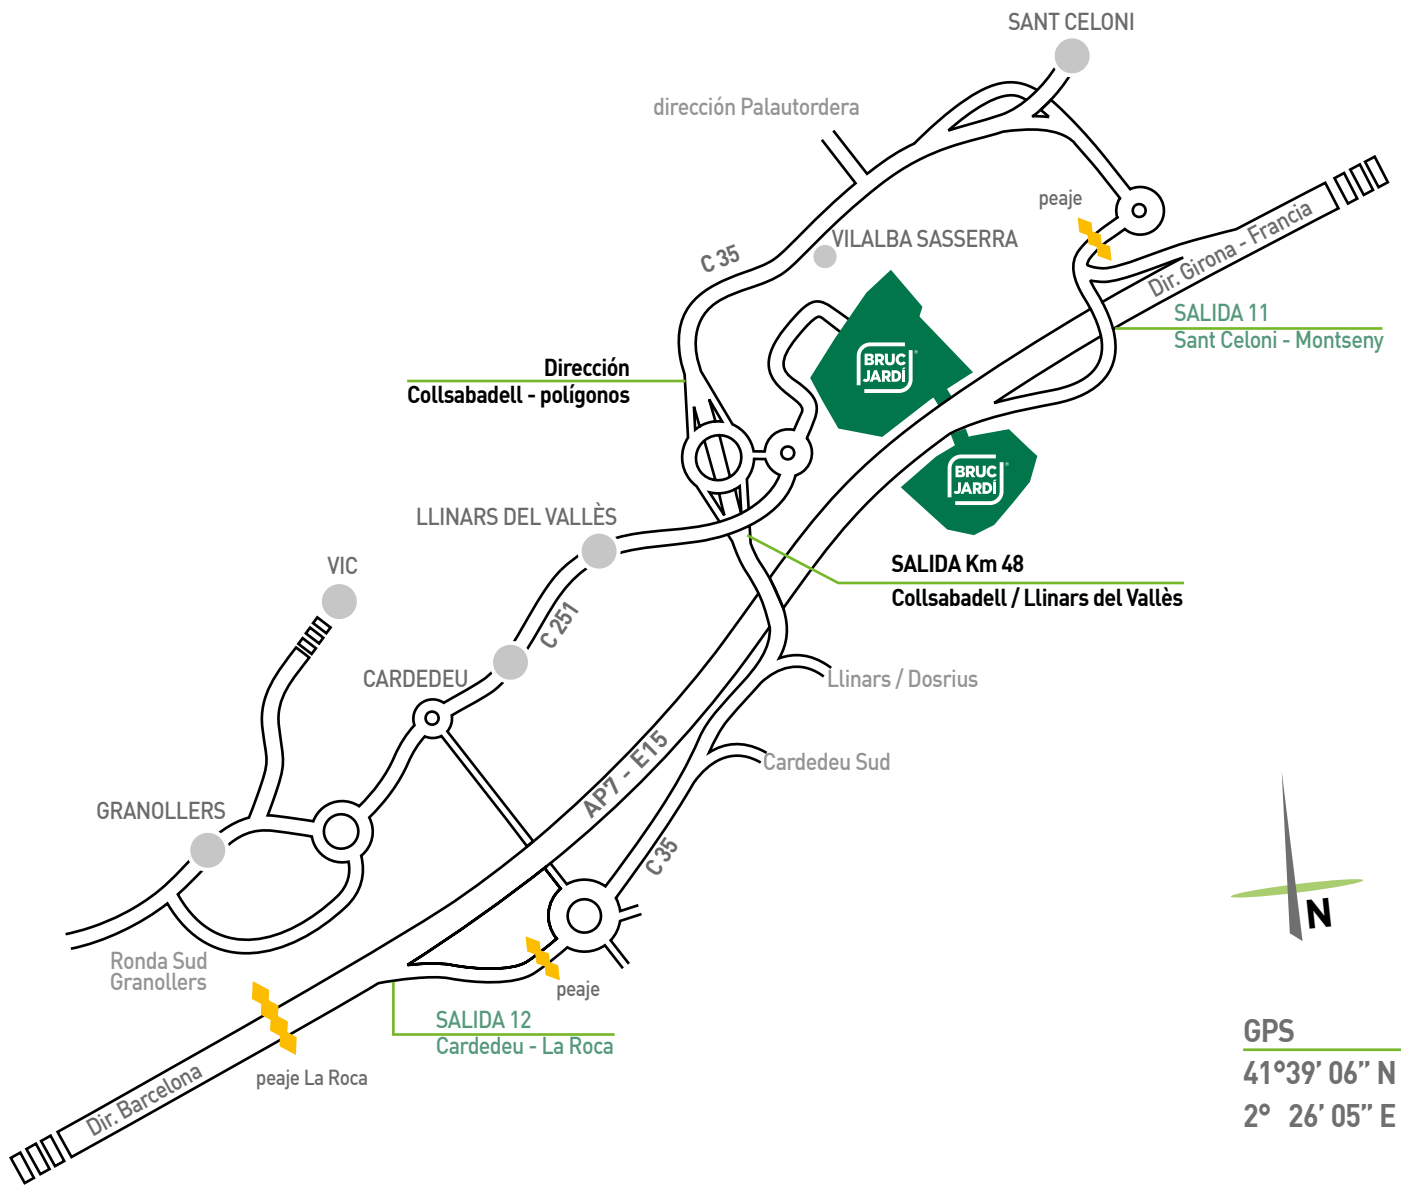 SANT CELONI
dirección Palautordera
peaje
VILALBA SASSERRA
C 35
Dir. Girona - Francia
SALIDA 11
Sant Celoni - Montseny
BRUC
JARDÍ
Dirección
Collsabadell - polígonos
BRUC
JARDÍ
LLINARS DEL VALLÈS
SALIDA Km 48
Collsabadell / Llinars del Vallès
VIC
C 251
CARDEDEU
Llinars / Dosrius
AP7 - E15
Cardedeu Sud
GRANOLLERS
C 35
N
Ronda Sud
Granollers
peaje
SALIDA 12
Cardedeu - La Roca
peaje La Roca
Dir. Barcelona
GPS
41°39’ 06” N
2° 26’ 05” E